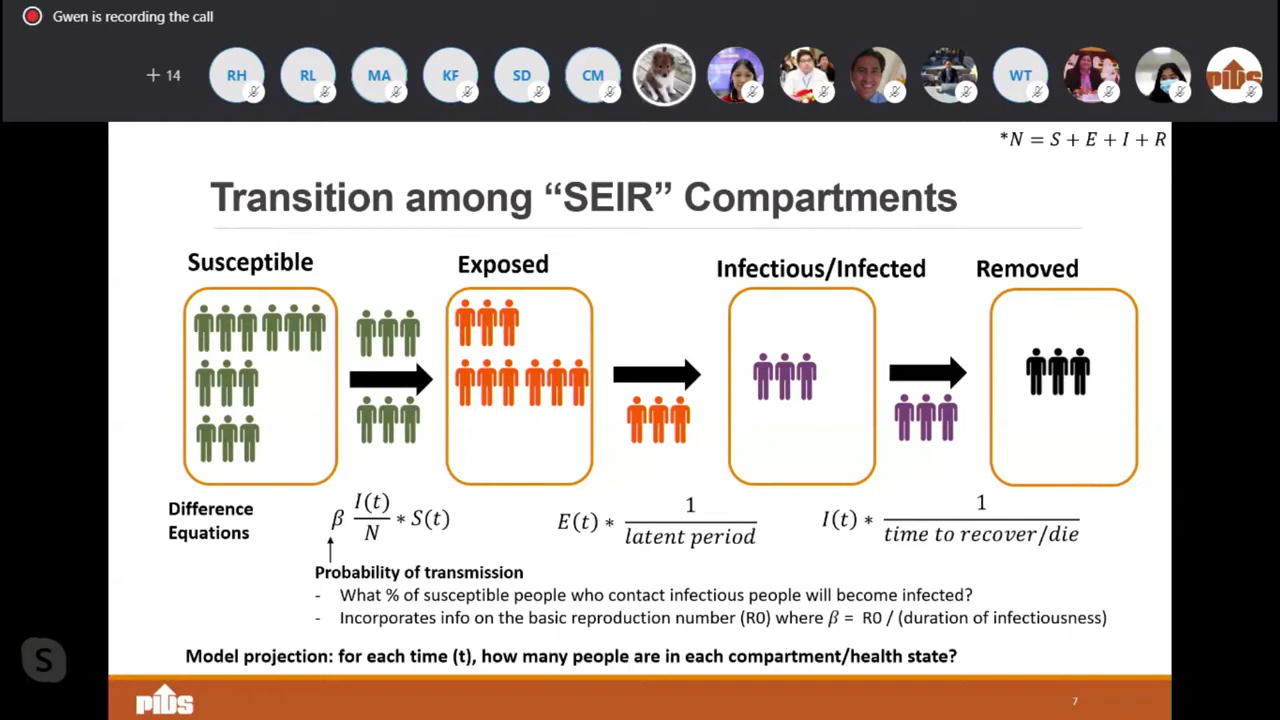 Gwen is recording the call
+ 14
RH
RL
MA
KF
SD
CM
WT
PIDS
*N = S + E + I + R
Transition among “SEIR” Compartments
Susceptible
Exposed
Infectious/Infected
Removed
Difference
Equations
β I(t)/N * S(t)
E(t) * 1/latent period
I(t) * 1/time to recover/die
Probability of transmission
- What % of susceptible people who contact infectious people will become infected?
- Incorporates info on the basic reproduction number (R0) where β = R0 / (duration of infectiousness)
Model projection: for each time (t), how many people are in each compartment/health state?
S
PIDS
7